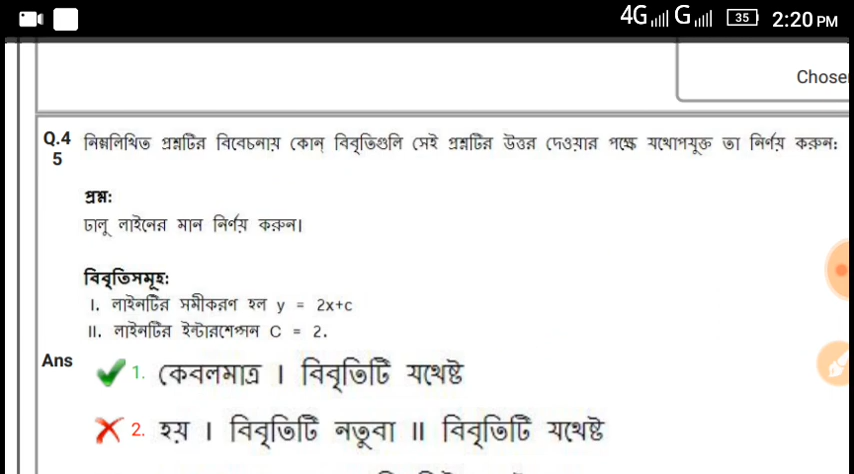 4G G 35 2:20 PM
Chose
Q.4 নিম্নলিখিত প্রশ্নটির বিবেচনায় কোন্ বিবৃতিগুলি সেই প্রশ্নটির উত্তর দেওয়ার পক্ষে যথোপযুক্ত তা নির্ণয় করুন:
5
প্রশ্ন:
ঢালু লাইনের মান নির্ণয় করুন।
বিবৃতিসমূহ:
I. লাইনটির সমীকরণ হল y = 2x+c
II. লাইনটির ইন্টারশেপ্সন C = 2.
Ans
1. কেবলমাত্র I বিবৃতিটি যথেষ্ট
2. হয় I বিবৃতিটি নতুবা II বিবৃতিটি যথেষ্ট